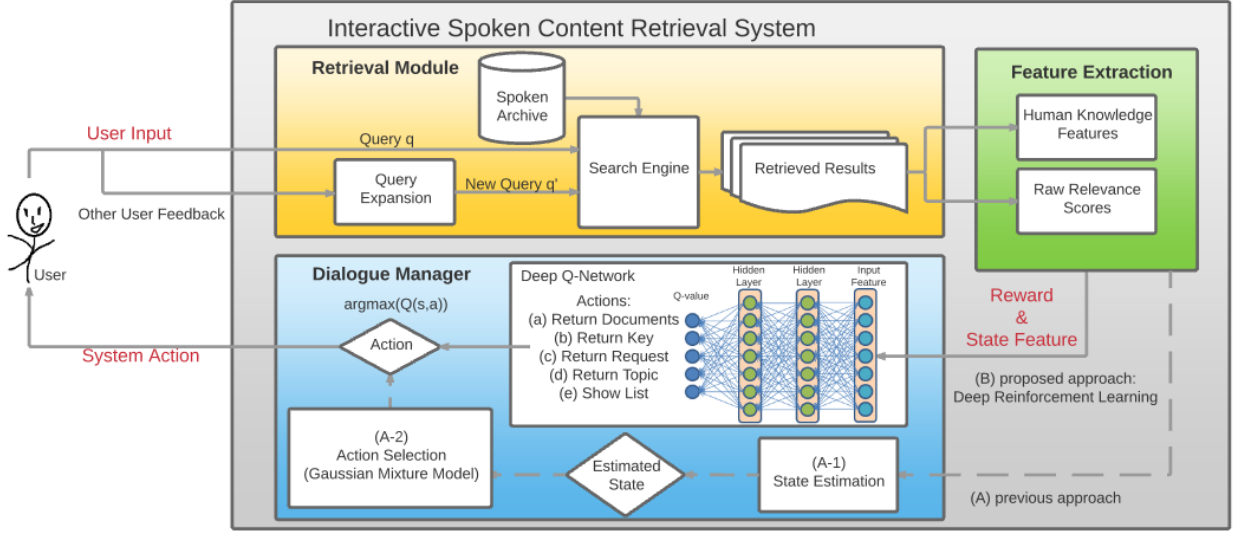 Interactive Spoken Content Retrieval System
Retrieval Module
Spoken
Archive
User Input
Query q
Query
Expansion
New Query q'
Other User Feedback
Search Engine
Retrieved Results
Feature Extraction
Human Knowledge
Features
Raw Relevance
Scores
User
Dialogue Manager
argmax(Q(s,a))
Action
System Action
Deep Q-Network
Actions:
(a) Return Documents
(b) Return Key
(c) Return Request
(d) Return Topic
(e) Show List
Q-value
Hidden
Layer
Hidden
Layer
Input
Feature
Reward
&
State Feature
(B) proposed approach:
Deep Reinforcement Learning
(A-2)
Action Selection
(Gaussian Mixture Model)
Estimated
State
(A-1)
State Estimation
(A) previous approach